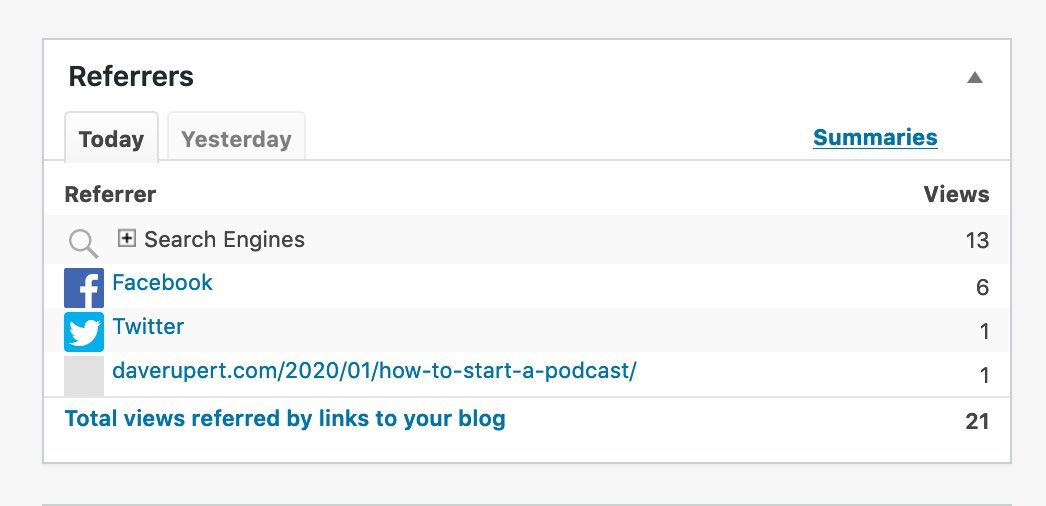 Referrers
Today Yesterday Summaries
Referrer Views
Search Engines 13
Facebook 6
Twitter 1
daverupert.com/2020/01/how-to-start-a-podcast/ 1
Total views referred by links to your blog 21